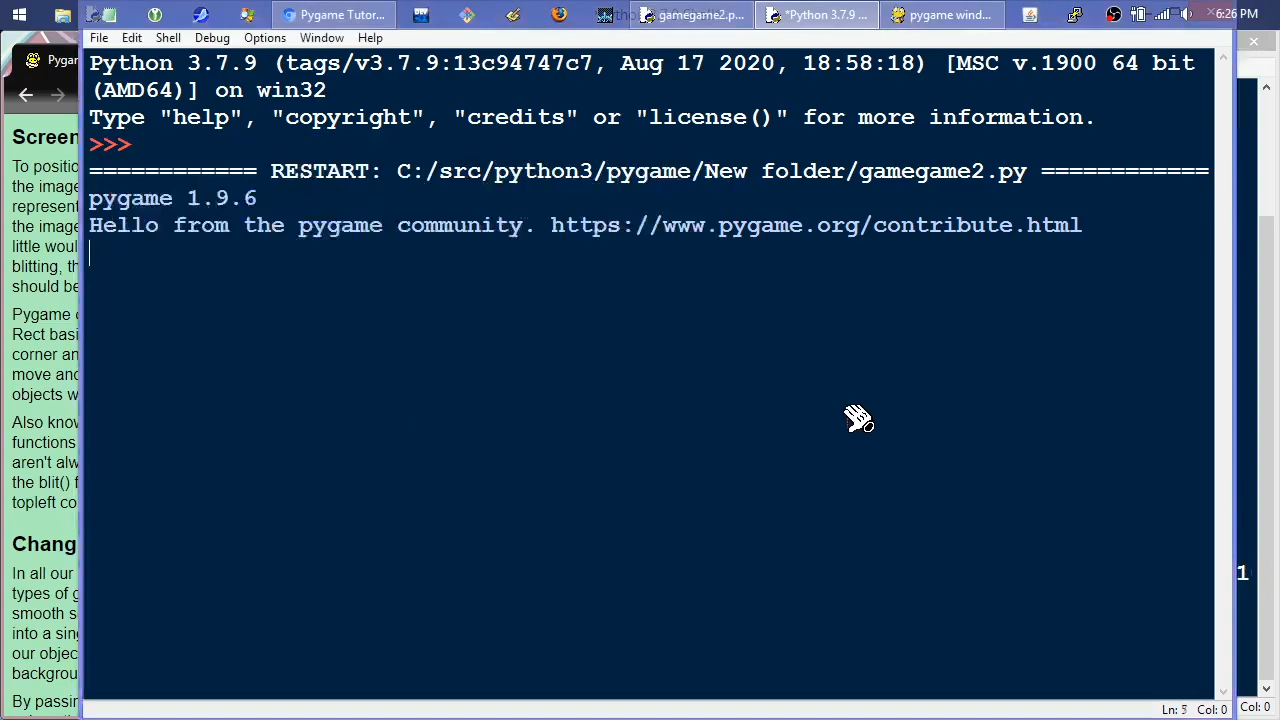 Pygame Tutor...
gamegame2.p...
*Python 3.7.9 ...
pygame wind...
6:26 PM
File Edit Shell Debug Options Window Help
Python 3.7.9 (tags/v3.7.9:13c94747c7, Aug 17 2020, 18:58:18) [MSC v.1900 64 bit
(AMD64)] on win32
Type "help", "copyright", "credits" or "license()" for more information.
>>>
============ RESTART: C:/src/python3/pygame/New folder/gamegame2.py ============
pygame 1.9.6
Hello from the pygame community. https://www.pygame.org/contribute.html
Ln: 5 Col: 0
Pygam
Screen
To positio
the image
represent
the image
little woul
blitting, th
should be
Pygame c
Rect basi
corner an
move and
objects w
Also know
functions
aren't alw
the blit() f
topleft co
Chang
In all our
types of g
smooth s
into a sing
our objec
backgrou
By passin
1
Col: 0